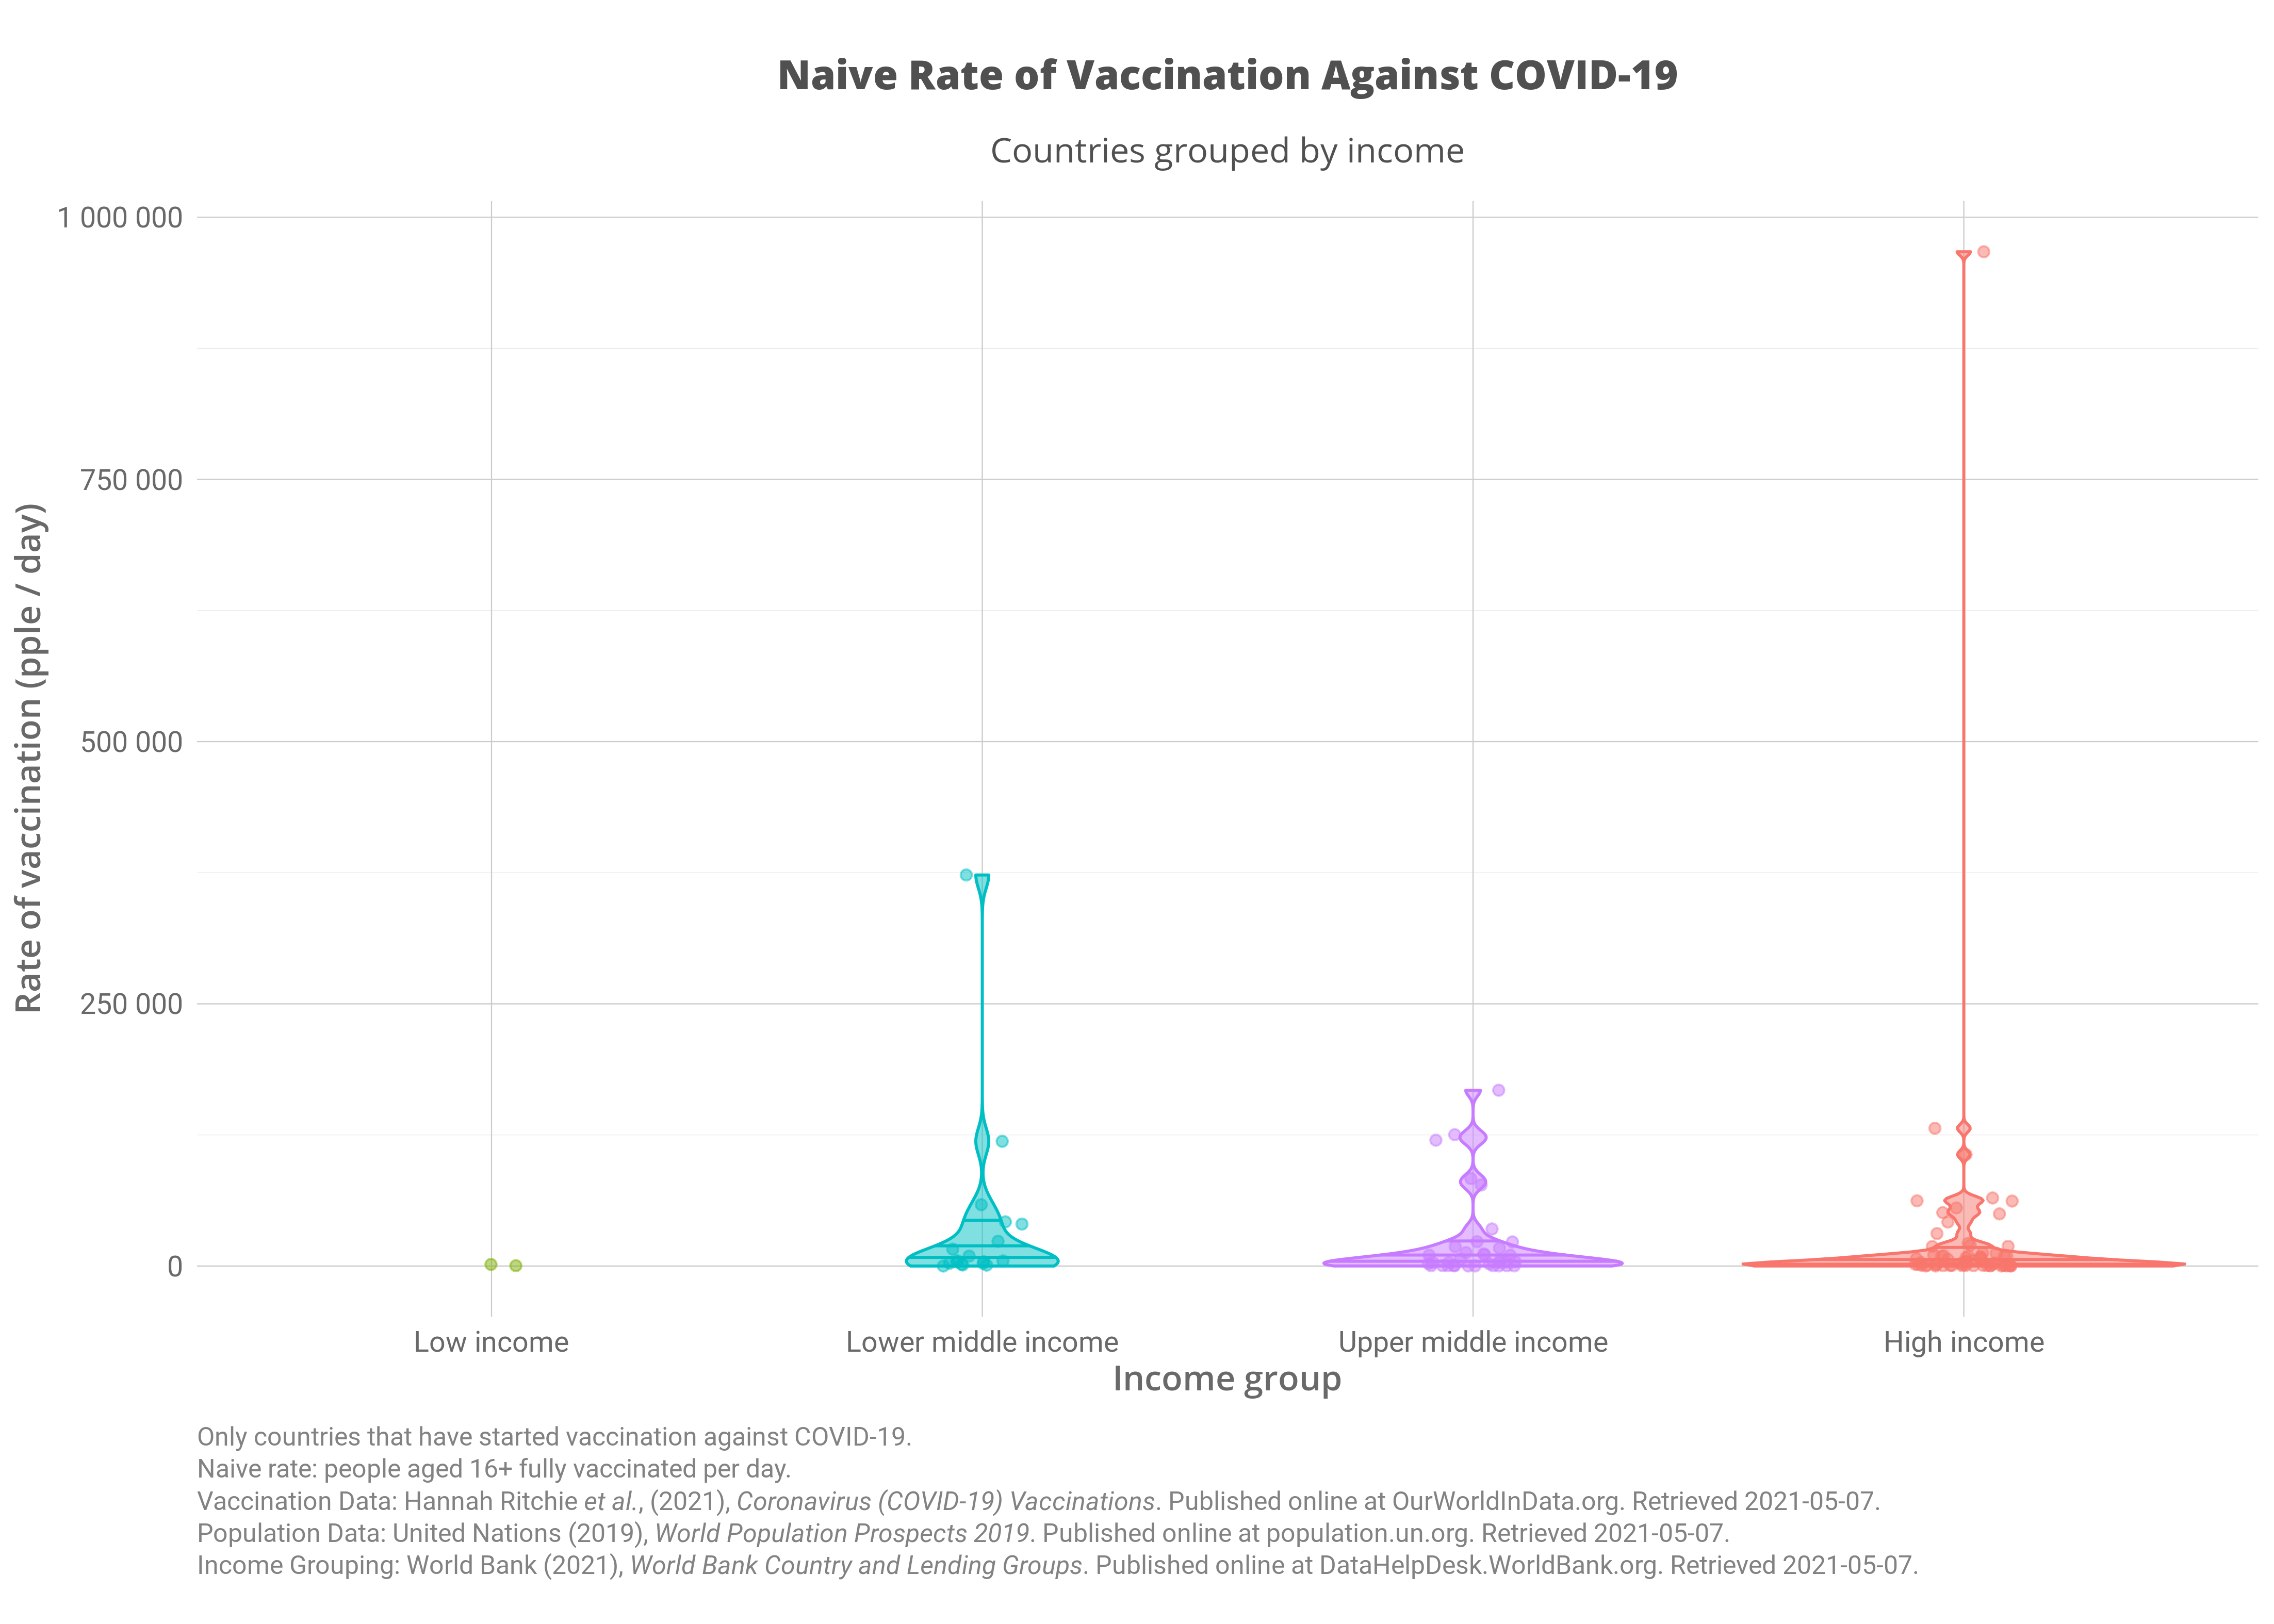 Naive Rate of Vaccination Against COVID-19
Countries grouped by income
1 000 000
750 000
500 000
250 000
0
Rate of vaccination (pple / day)
Low income
Lower middle income
Upper middle income
High income
Income group
Only countries that have started vaccination against COVID-19.
Naive rate: people aged 16+ fully vaccinated per day.
Vaccination Data: Hannah Ritchie et al., (2021), Coronavirus (COVID-19) Vaccinations. Published online at OurWorldInData.org. Retrieved 2021-05-07.
Population Data: United Nations (2019), World Population Prospects 2019. Published online at population.un.org. Retrieved 2021-05-07.
Income Grouping: World Bank (2021), World Bank Country and Lending Groups. Published online at DataHelpDesk.WorldBank.org. Retrieved 2021-05-07.